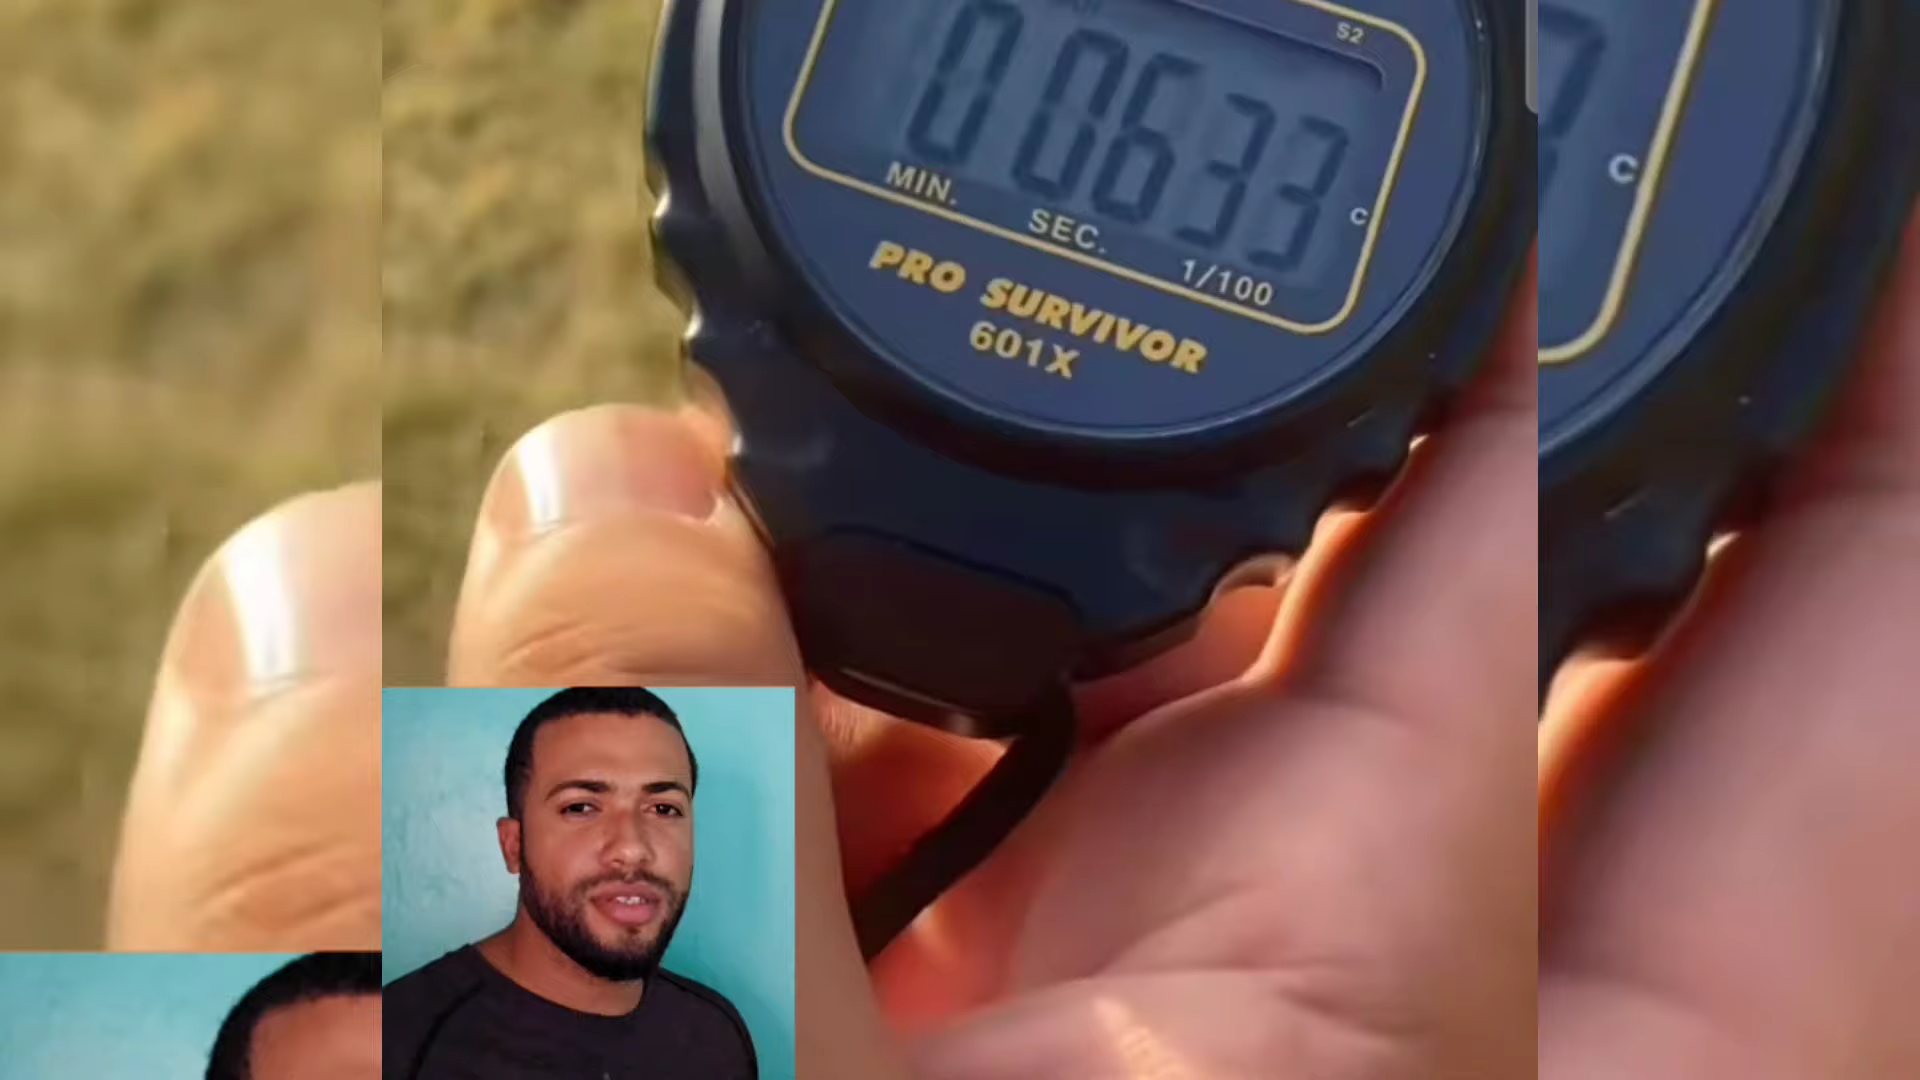 S2
0 0633
C
C
MIN.
SEC.
1/100
PRO SURVIVOR
601X